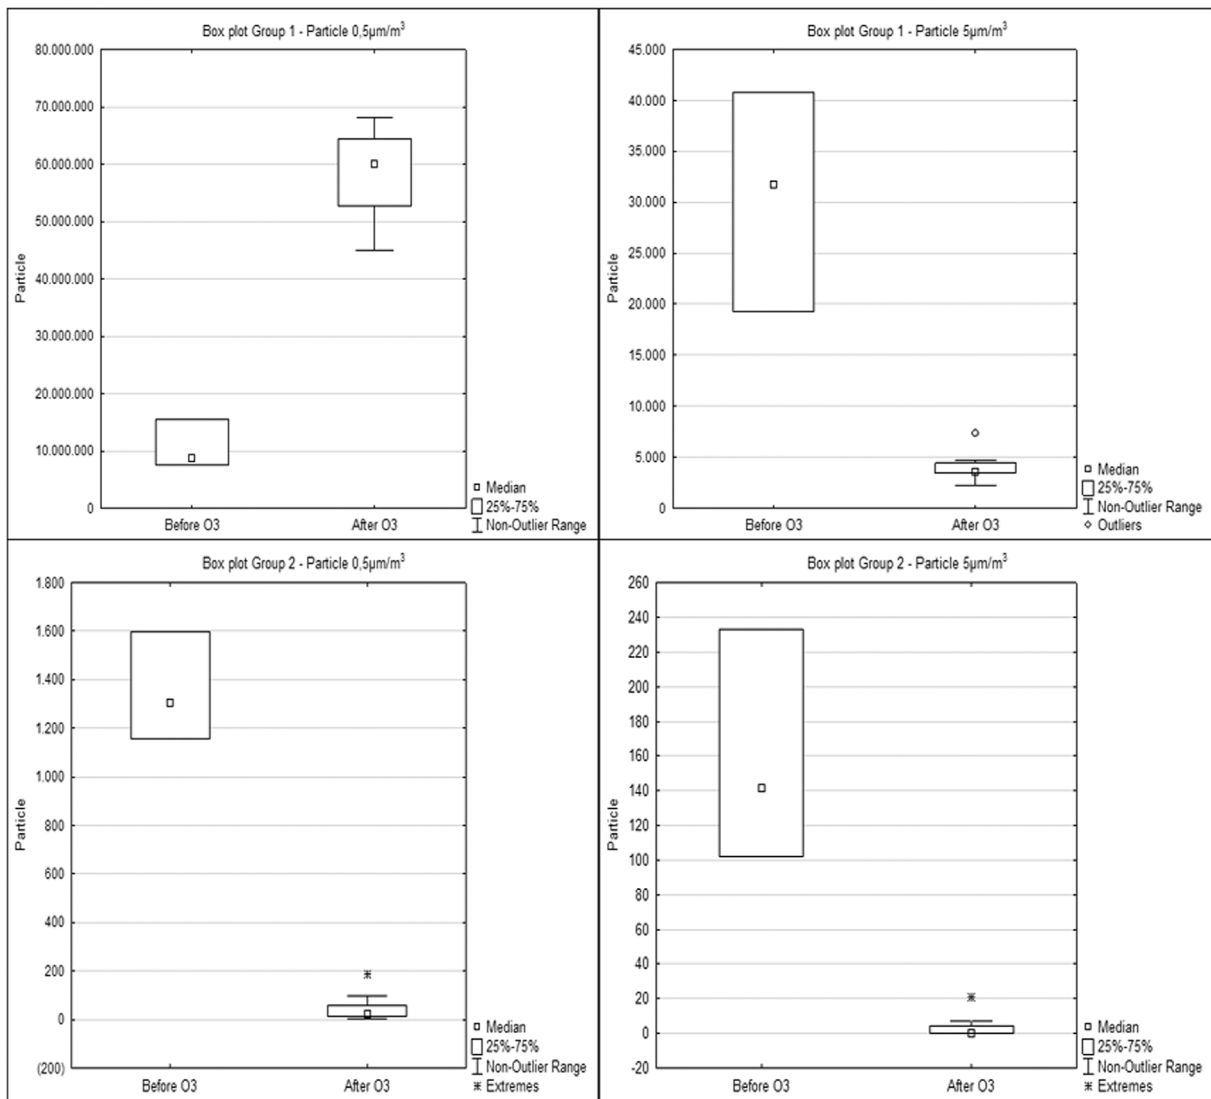 Box plot Group 1 - Particle 0,5µm/m³
80.000.000
70.000.000
60.000.000
50.000.000
40.000.000
30.000.000
20.000.000
10.000.000
0
Particle
Before O3
After O3
Median
25%-75%
Non-Outlier Range
Box plot Group 1 - Particle 5µm/m³
45.000
40.000
35.000
30.000
25.000
20.000
15.000
10.000
5.000
0
Particle
Before O3
After O3
Median
25%-75%
Non-Outlier Range
Outliers
Box plot Group 2 - Particle 0,5µm/m³
1.800
1.600
1.400
1.200
1.000
800
600
400
200
0
(200)
Particle
Before O3
After O3
Median
25%-75%
Non-Outlier Range
Extremes
Box plot Group 2 - Particle 5µm/m³
260
240
220
200
180
160
140
120
100
80
60
40
20
0
-20
Particle
Before O3
After O3
Median
25%-75%
Non-Outlier Range
Extremes